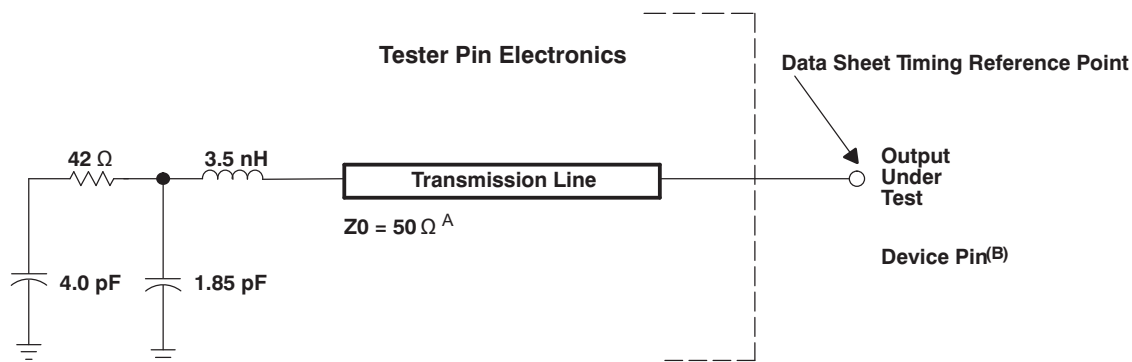 Tester Pin Electronics
Data Sheet Timing Reference Point
42 Ω
3.5 nH
Transmission Line
Output
Under
Test
Z0 = 50 Ω A
Device Pin(B)
4.0 pF
1.85 pF